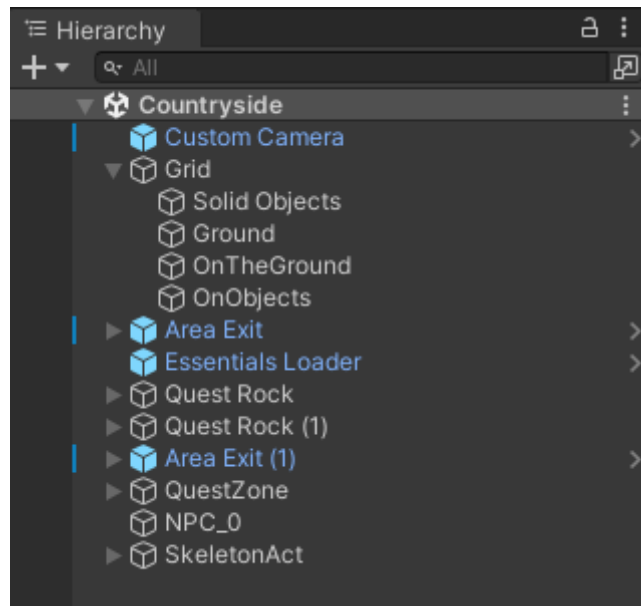 Hierarchy
All
Countryside
Custom Camera
Grid
Solid Objects
Ground
OnTheGround
OnObjects
Area Exit
Essentials Loader
Quest Rock
Quest Rock (1)
Area Exit (1)
QuestZone
NPC_0
SkeletonAct